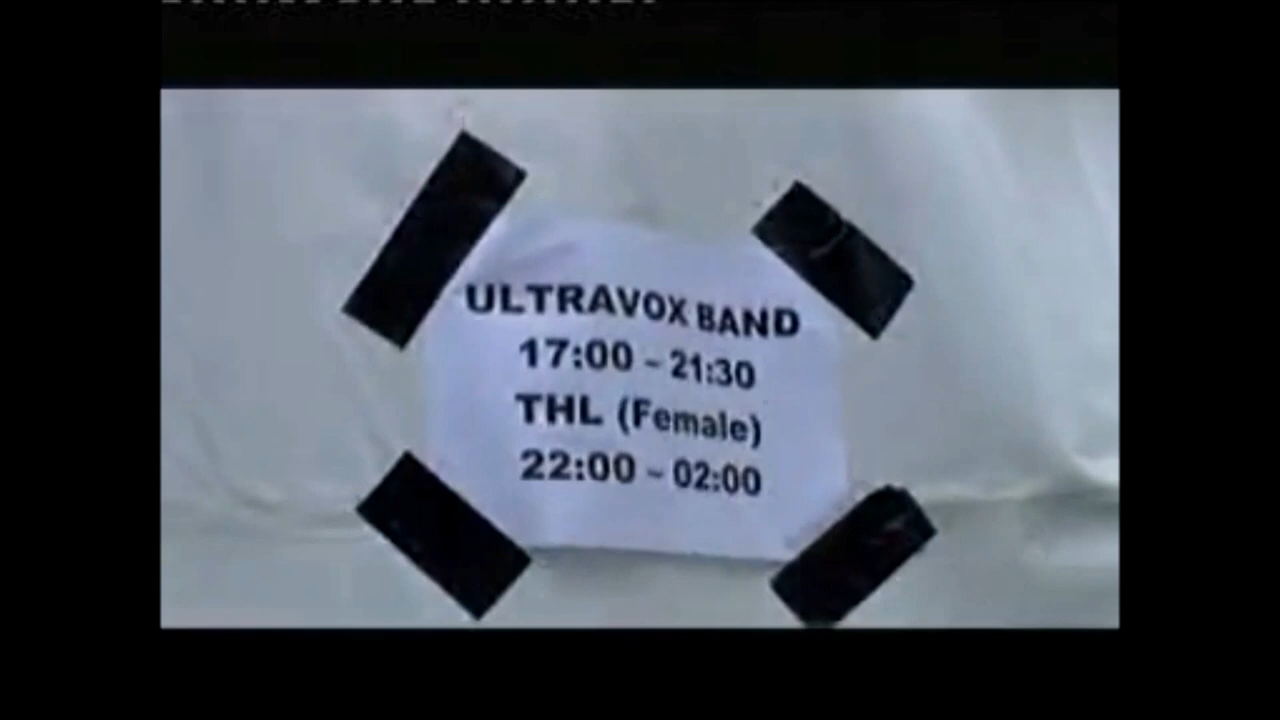 ULTRAVOX BAND
17:00 - 21:30
THL (Female)
22:00 - 02:00